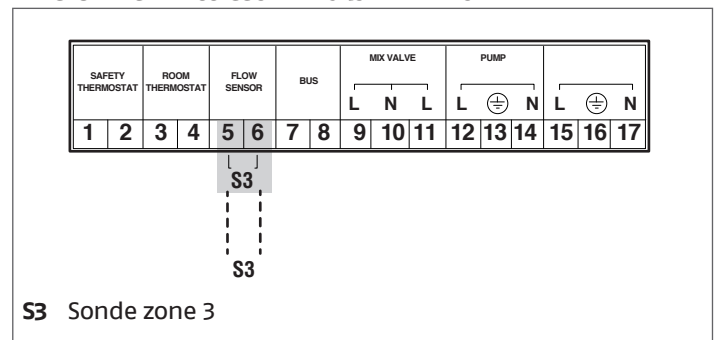 SAFETY THERMOSTAT
ROOM THERMOSTAT
FLOW SENSOR
BUS
MIX VALVE
PUMP
L N L L N L N
1 2 3 4 5 6 7 8 9 10 11 12 13 14 15 16 17
S3
S3
S3 Sonde zone 3